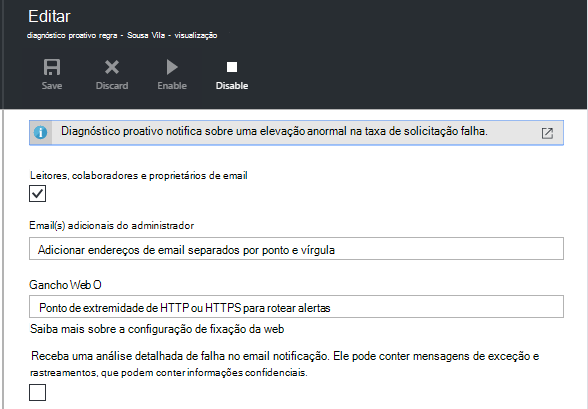 Editar
diagnóstico proativo regra - Sousa Vila - visualização
Save Discard Enable Disable
Diagnóstico proativo notifica sobre uma elevação anormal na taxa de solicitação falha.
Leitores, colaboradores e proprietários de email
Email(s) adicionais do administrador
Adicionar endereços de email separados por ponto e vírgula
Gancho Web O
Ponto de extremidade de HTTP ou HTTPS para rotear alertas
Saiba mais sobre a configuração de fixação da web
Receba uma análise detalhada de falha no email notificação. Ele pode conter mensagens de exceção e
rastreamentos, que podem conter informações confidenciais.